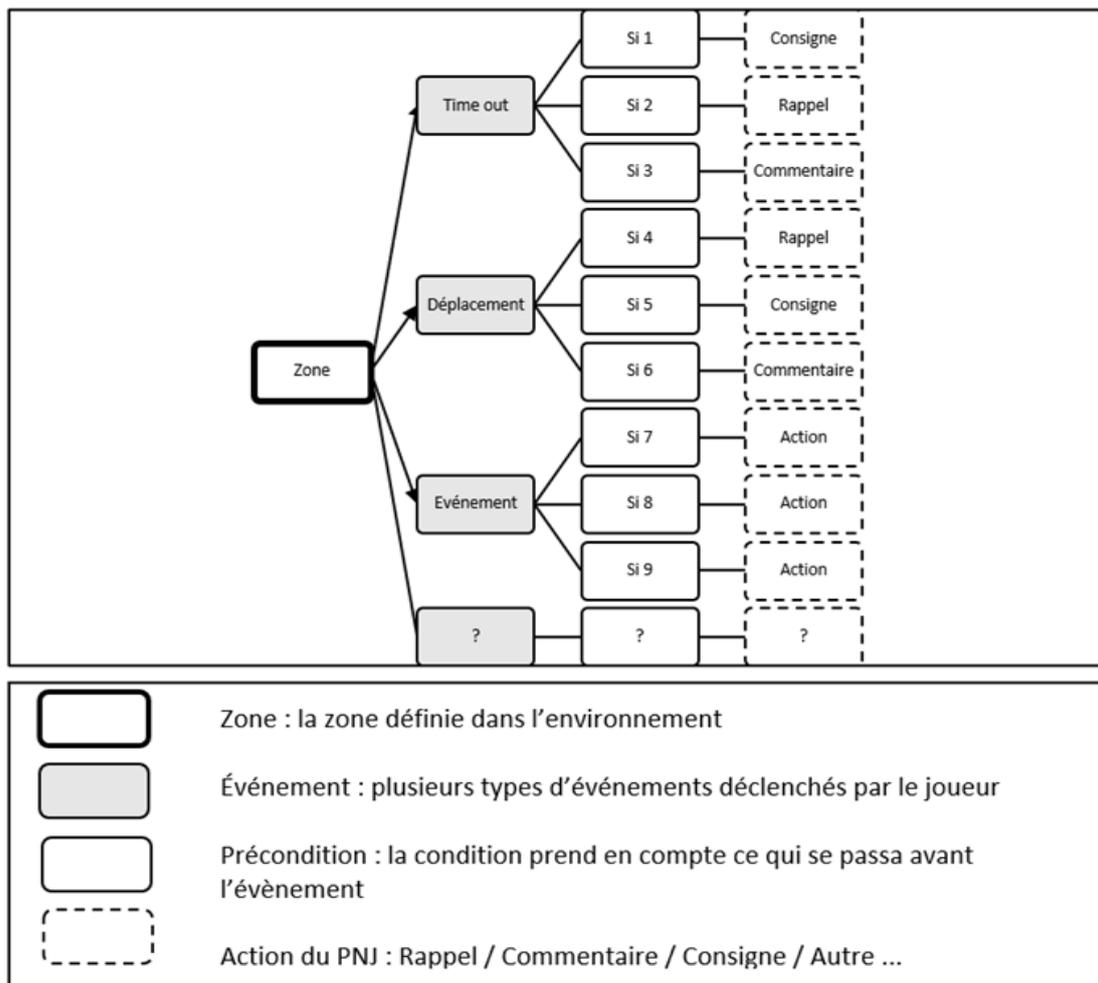 Si 1
Consigne
Time out
Si 2
Rappel
Si 3
Commentaire
Si 4
Rappel
Déplacement
Si 5
Consigne
Zone
Si 6
Commentaire
Si 7
Action
Evénement
Si 8
Action
Si 9
Action
?
?
?
Zone : la zone définie dans l'environnement
Événement : plusieurs types d'événements déclenchés par le joueur
Précondition : la condition prend en compte ce qui se passa avant
l'évènement
Action du PNJ : Rappel / Commentaire / Consigne / Autre ...